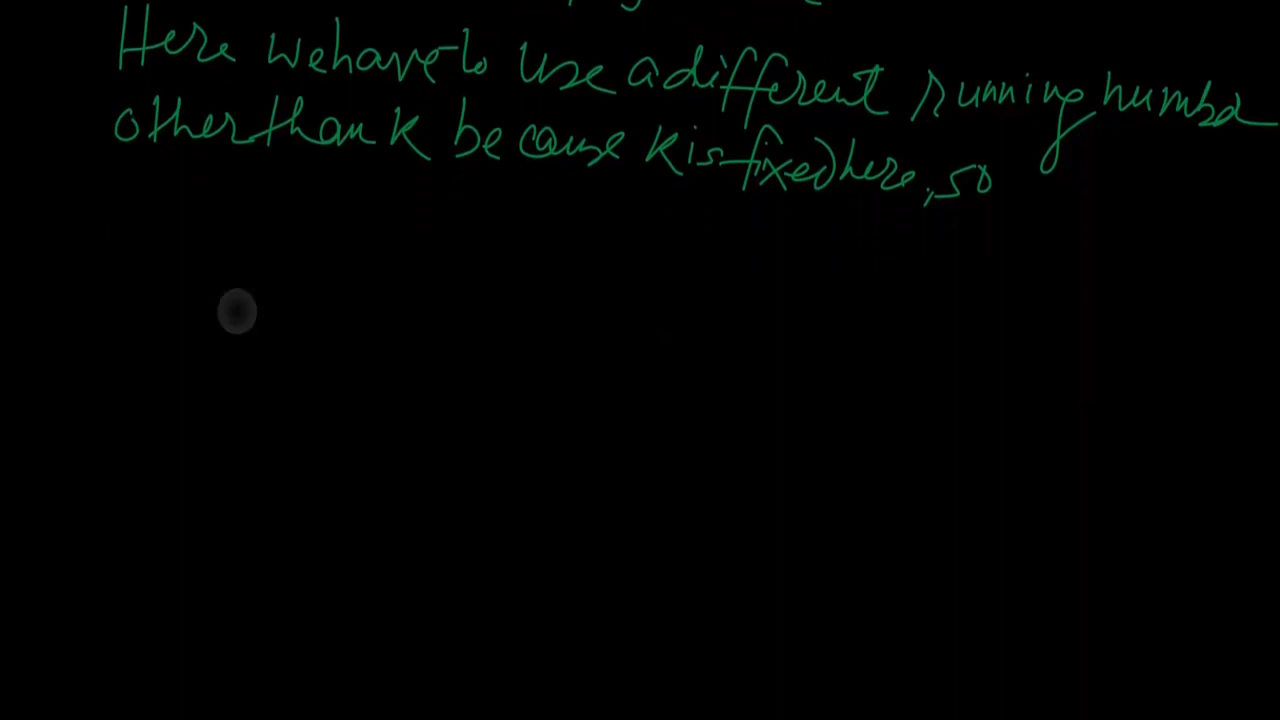 Here we have to use a different running number
other than k because k is fixed here, so